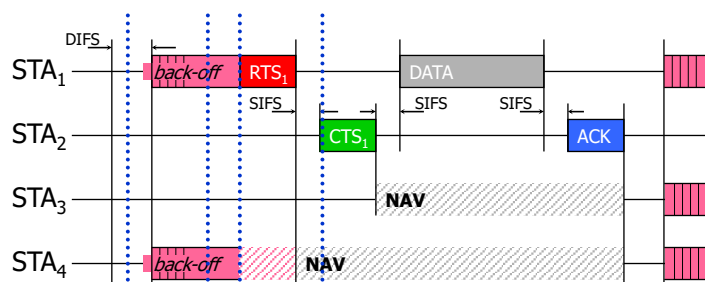 DIFS
STA1 back-off RTS1 DATA
SIFS SIFS SIFS
STA2 CTS1 ACK
STA3 NAV
STA4 back-off NAV